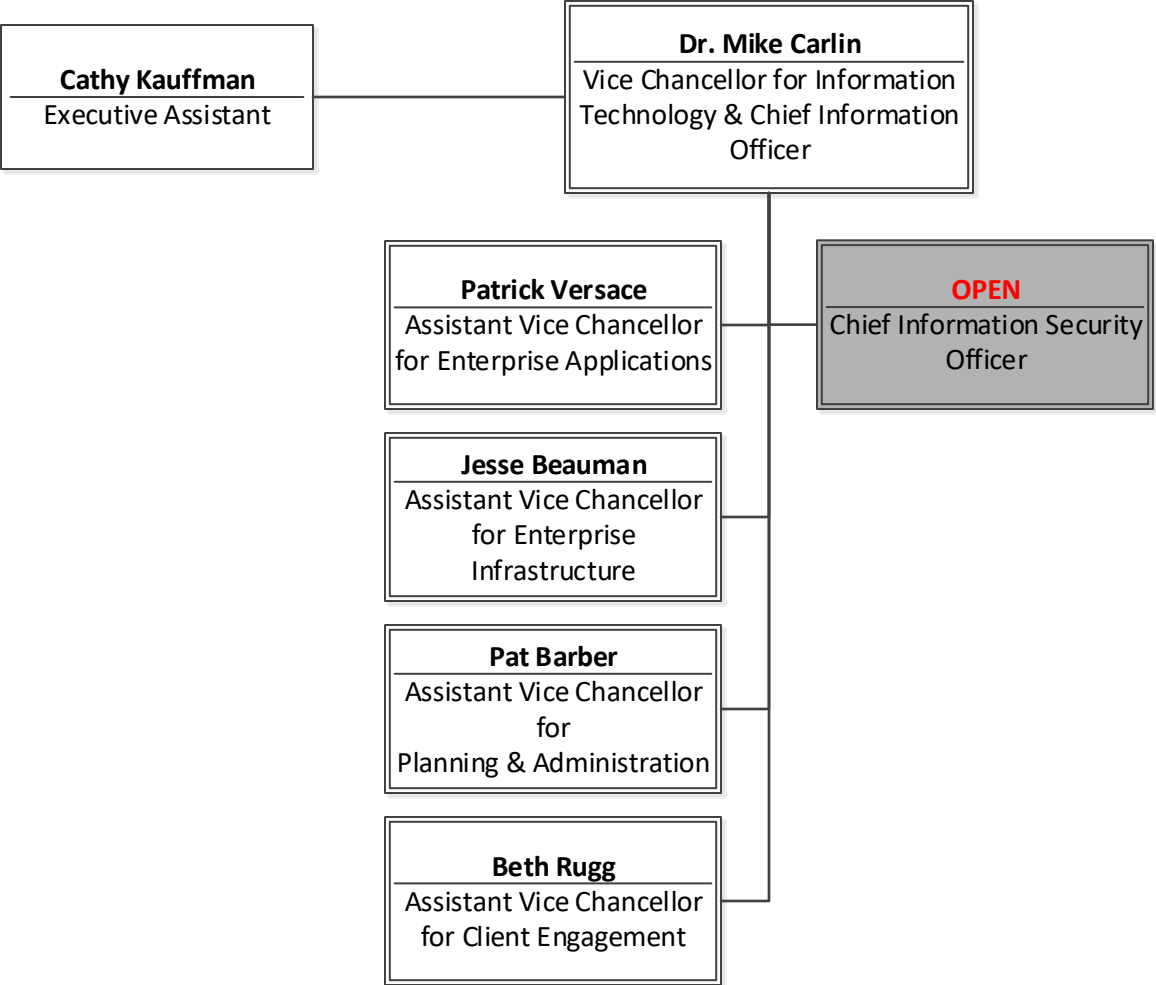 Cathy Kauffman
Executive Assistant
Dr. Mike Carlin
Vice Chancellor for Information
Technology & Chief Information
Officer
Patrick Versace
Assistant Vice Chancellor
for Enterprise Applications
OPEN
Chief Information Security
Officer
Jesse Beauman
Assistant Vice Chancellor
for Enterprise
Infrastructure
Pat Barber
Assistant Vice Chancellor
for
Planning & Administration
Beth Rugg
Assistant Vice Chancellor
for Client Engagement